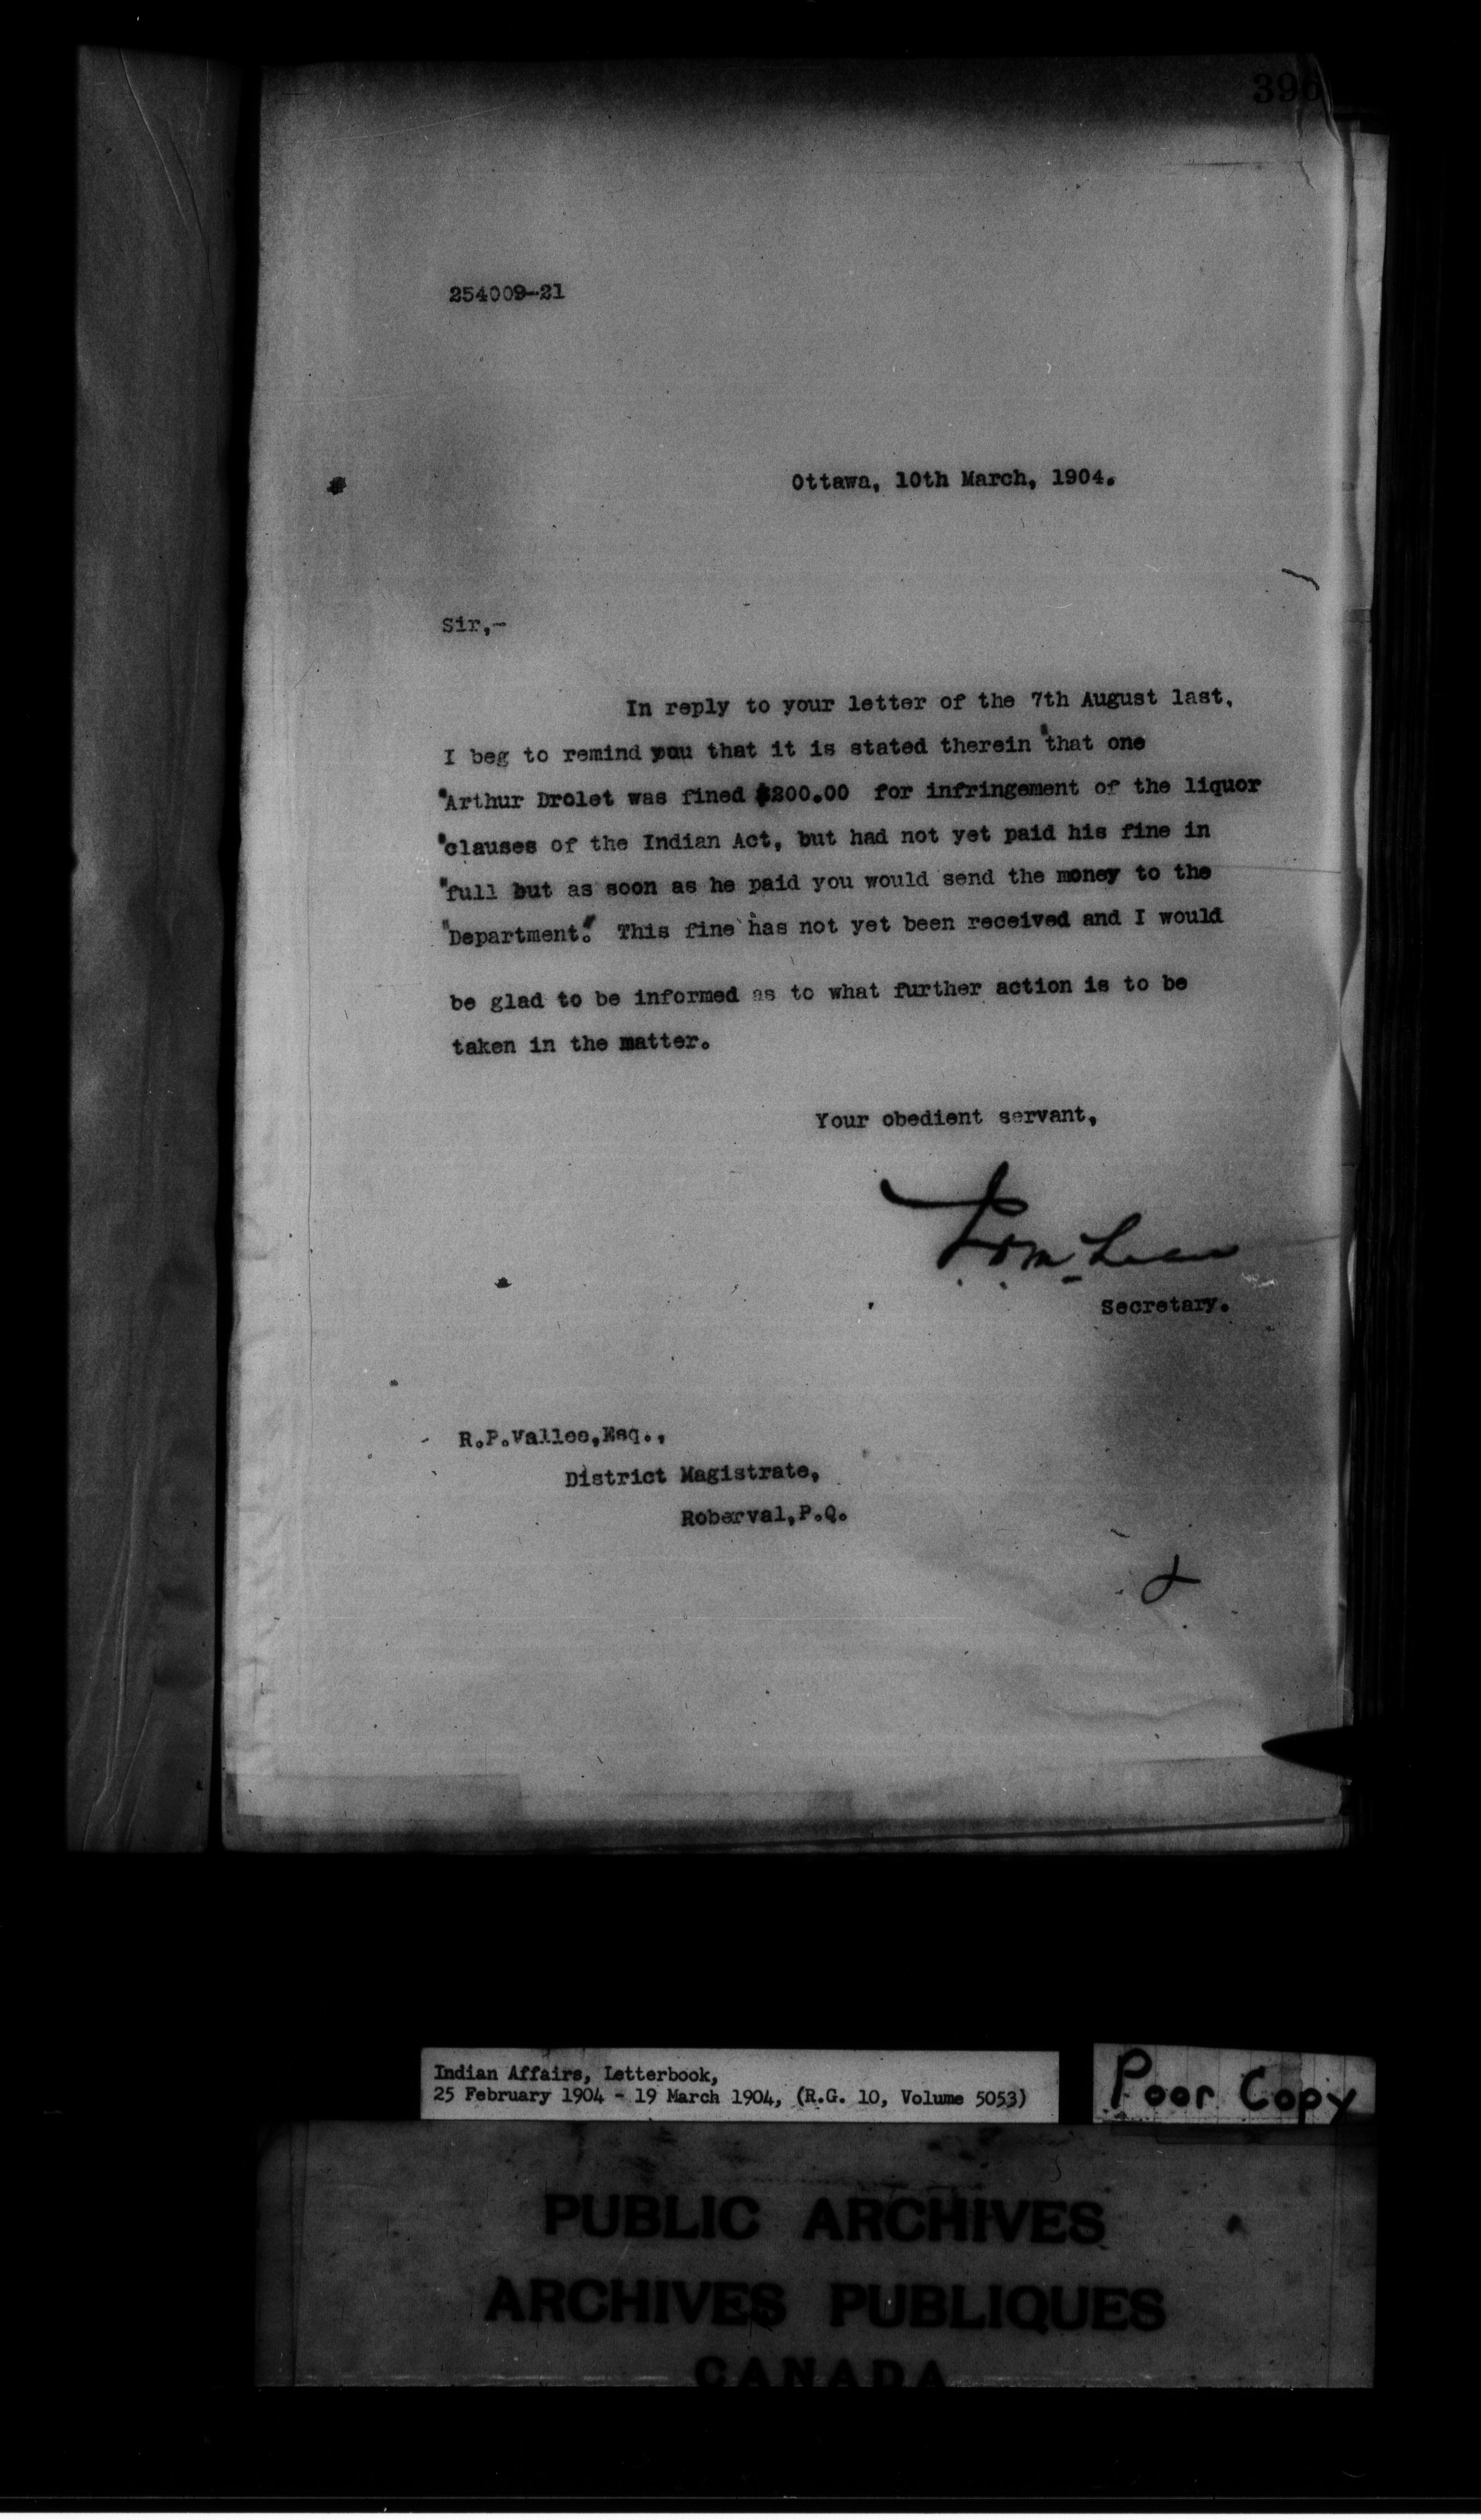 396
254009-21
Ottawa, 10th March, 1904.
Sir,-
In reply to your letter of the 7th August last,
I beg to remind you that it is stated therein "that one
"Arthur Drolet was fined $200.00 for infringement of the liquor
"clauses of the Indian Act, but had not yet paid his fine in
"full but as soon as he paid you would send the money to the
"Department." This fine has not yet been received and I would
be glad to be informed as to what further action is to be
taken in the matter.
Your obedient servant,
Secretary.
R.P.Vallee,Esq.,
District Magistrate,
Roberval,P.Q.
Indian Affairs, Letterbook,
25 February 1904 - 19 March 1904, (R.G. 10, Volume 5053)
Poor Copy
PUBLIC ARCHIVES
ARCHIVES PUBLIQUES
CANADA